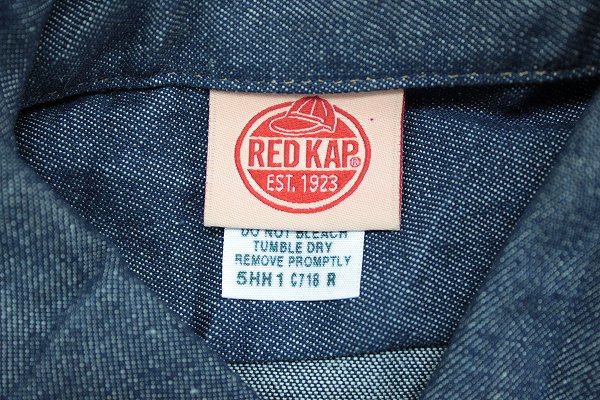 RED KAP®
EST. 1923
DO NOT BLEACH
TUMBLE DRY
REMOVE PROMPTLY
5HH1 C718 R